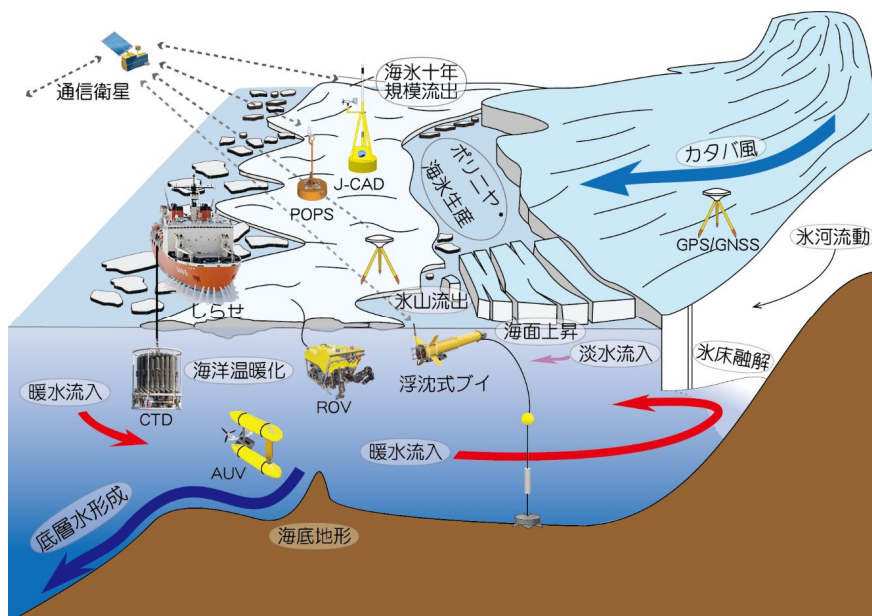 通信衛星
海氷十年
規模流出
J-CAD
POPS
ポリニヤ・
海氷生産
カタバ風
GPS/GNSS
氷河流動
しらせ
氷山流出
海面上昇
淡水流入
氷床融解
海洋温暖化
ROV
浮沈式ブイ
暖水流入
CTD
AUV
暖水流入
底層水形成
海底地形